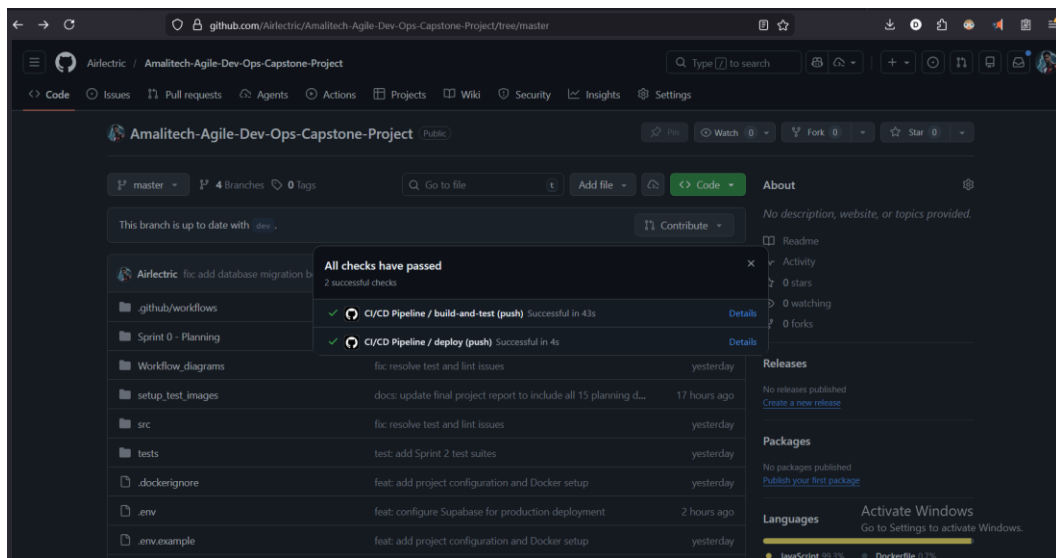 github.com/Airlectric/Amalitech-Agile-Dev-Ops-Capstone-Project/tree/master
Airlectric / Amalitech-Agile-Dev-Ops-Capstone-Project
Type / to search
Code Issues Pull requests Agents Actions Projects Wiki Security Insights Settings
Amalitech-Agile-Dev-Ops-Capstone-Project Public
Pin Watch 0 Fork 0 Star 0
master 4 Branches 0 Tags Go to file t Add file Code
About
No description, website, or topics provided.
This branch is up to date with dev . Contribute
Readme
Activity
0 stars
0 watching
forks
All checks have passed
2 successful checks
CI/CD Pipeline / build-and-test (push) Successful in 43s Details
CI/CD Pipeline / deploy (push) Successful in 4s Details
Airlectric fix: add database migration
.github/workflows
Sprint 0 - Planning
Workflow_diagrams fix: resolve test and lint issues yesterday
setup_test_images docs: update final project report to include all 15 planning d... 17 hours ago
src fix: resolve test and lint issues yesterday
tests test: add Sprint 2 test suites yesterday
.dockerignore feat: add project configuration and Docker setup yesterday
.env feat: configure Supabase for production deployment 2 hours ago
.env.example feat: add project configuration and Docker setup yesterday
Releases
No releases published
Create a new release
Packages
No packages published
Publish your first package
Languages
JavaScript 99.3% Dockerfile 0.7%
Activate Windows
Go to Settings to activate Windows.